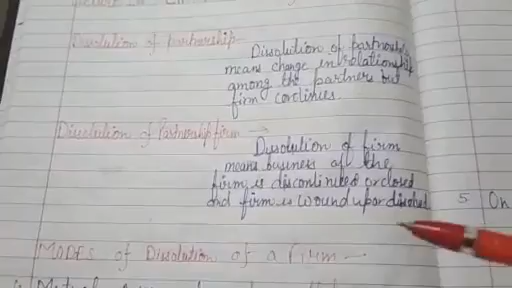 Dissolution of Partnership-
Dissolution of partnership
means change in relationship
among the partners but
firm continues.
Dissolution of Partnership firm →
Dissolution of firm
means business of the
firm is discontinued or closed
and firm is wound up or dissolved
5 On
MODES of Dissolution of a firm —